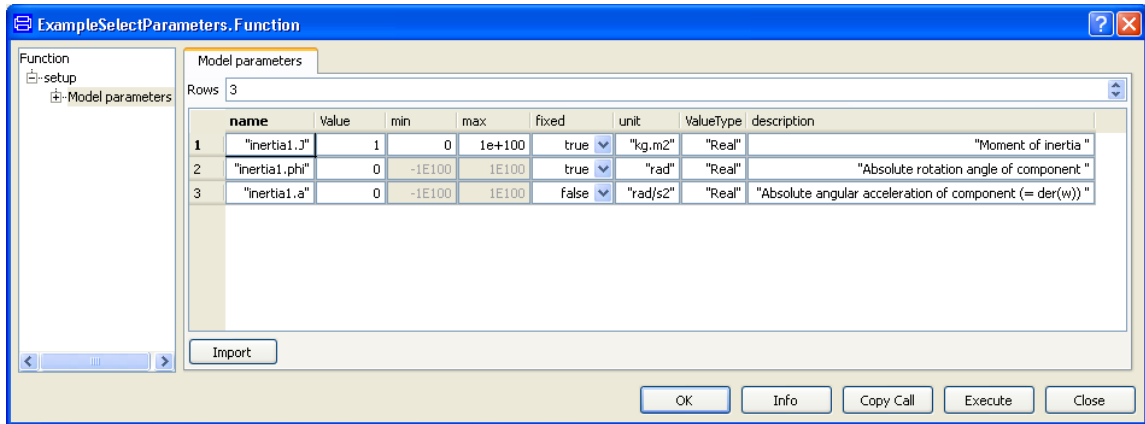 ExampleSelectParameters.Function
Function
setup
Model parameters
Model parameters
Rows 3
name Value min max fixed unit ValueType description
1 "inertia1.J" 1 0 1e+100 true "kg.m2" "Real" "Moment of inertia "
2 "inertia1.phi" 0 -1E100 1E100 true "rad" "Real" "Absolute rotation angle of component "
3 "inertia1.a" 0 -1E100 1E100 false "rad/s2" "Real" "Absolute angular acceleration of component (= der(w)) "
Import
OK Info Copy Call Execute Close